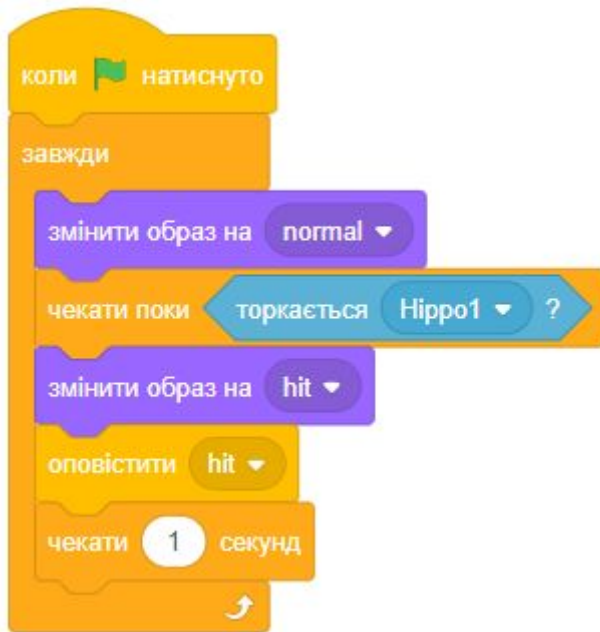 коли натиснуто
завжди
змінити образ на normal
чекати поки торкається Hippo1 ?
змінити образ на hit
оповістити hit
чекати 1 секунд